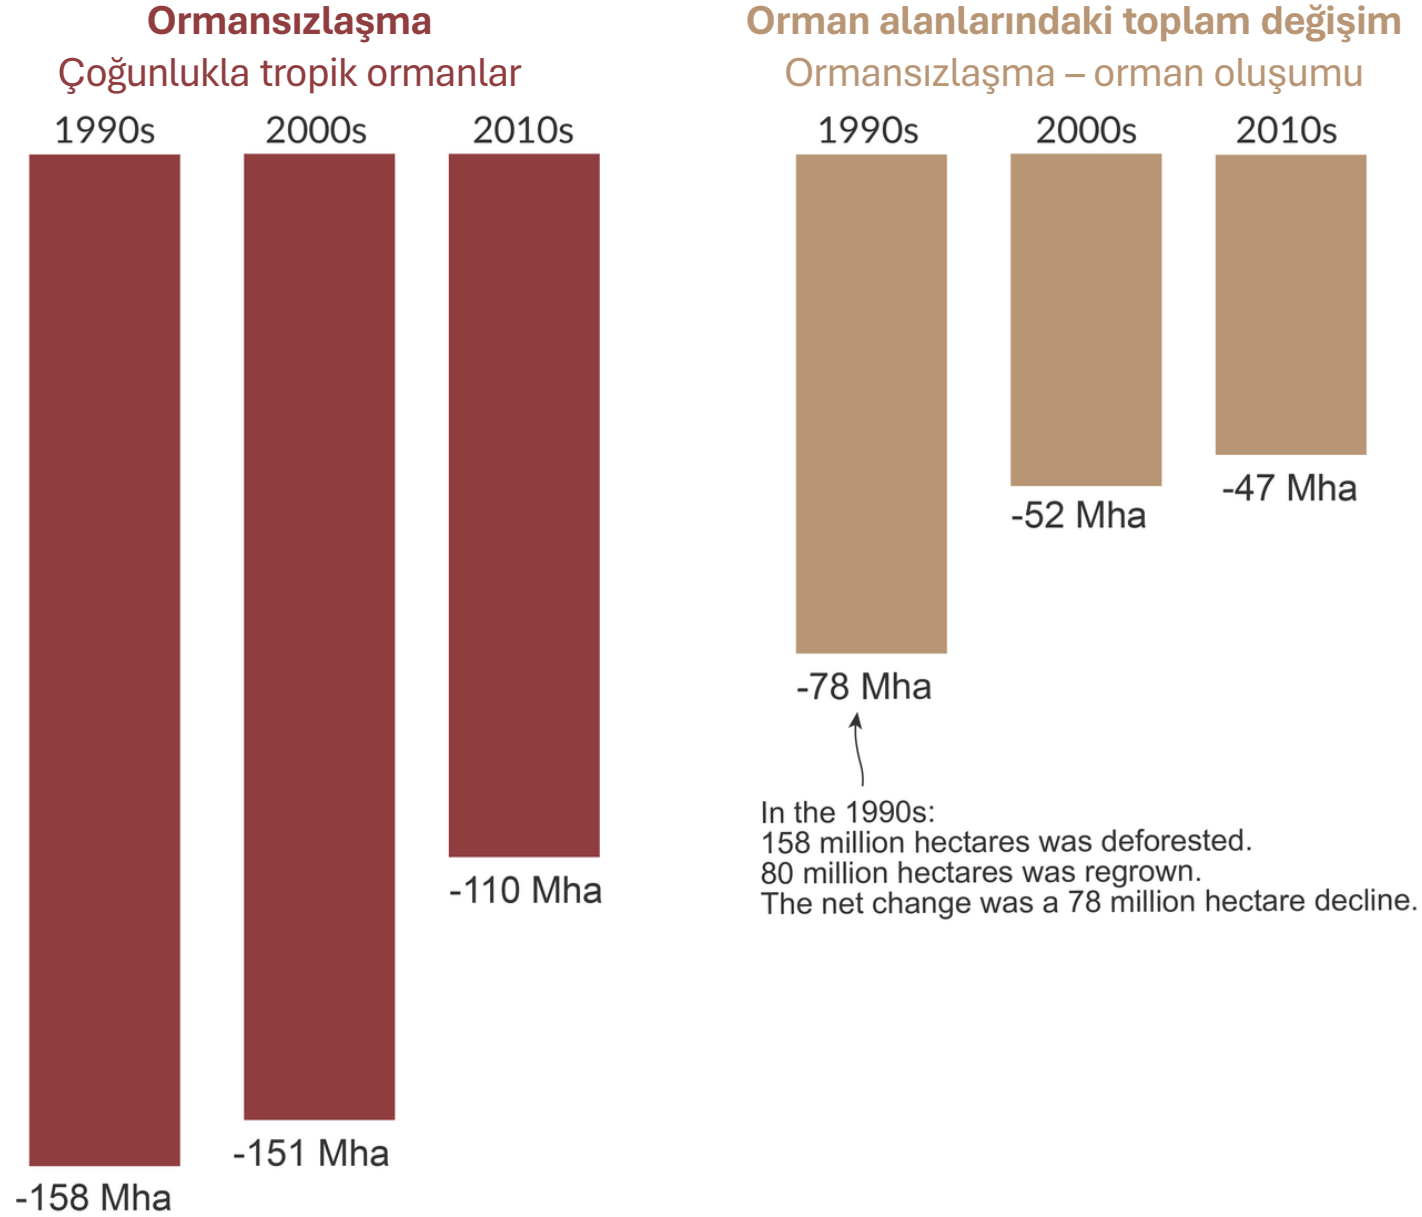 Ormansızlaşma
Çoğunlukla tropik ormanlar
1990s 2000s 2010s
-110 Mha
-151 Mha
-158 Mha
Orman alanlarındaki toplam değişim
Ormansızlaşma – orman oluşumu
1990s 2000s 2010s
-47 Mha
-52 Mha
-78 Mha
In the 1990s:
158 million hectares was deforested.
80 million hectares was regrown.
The net change was a 78 million hectare decline.